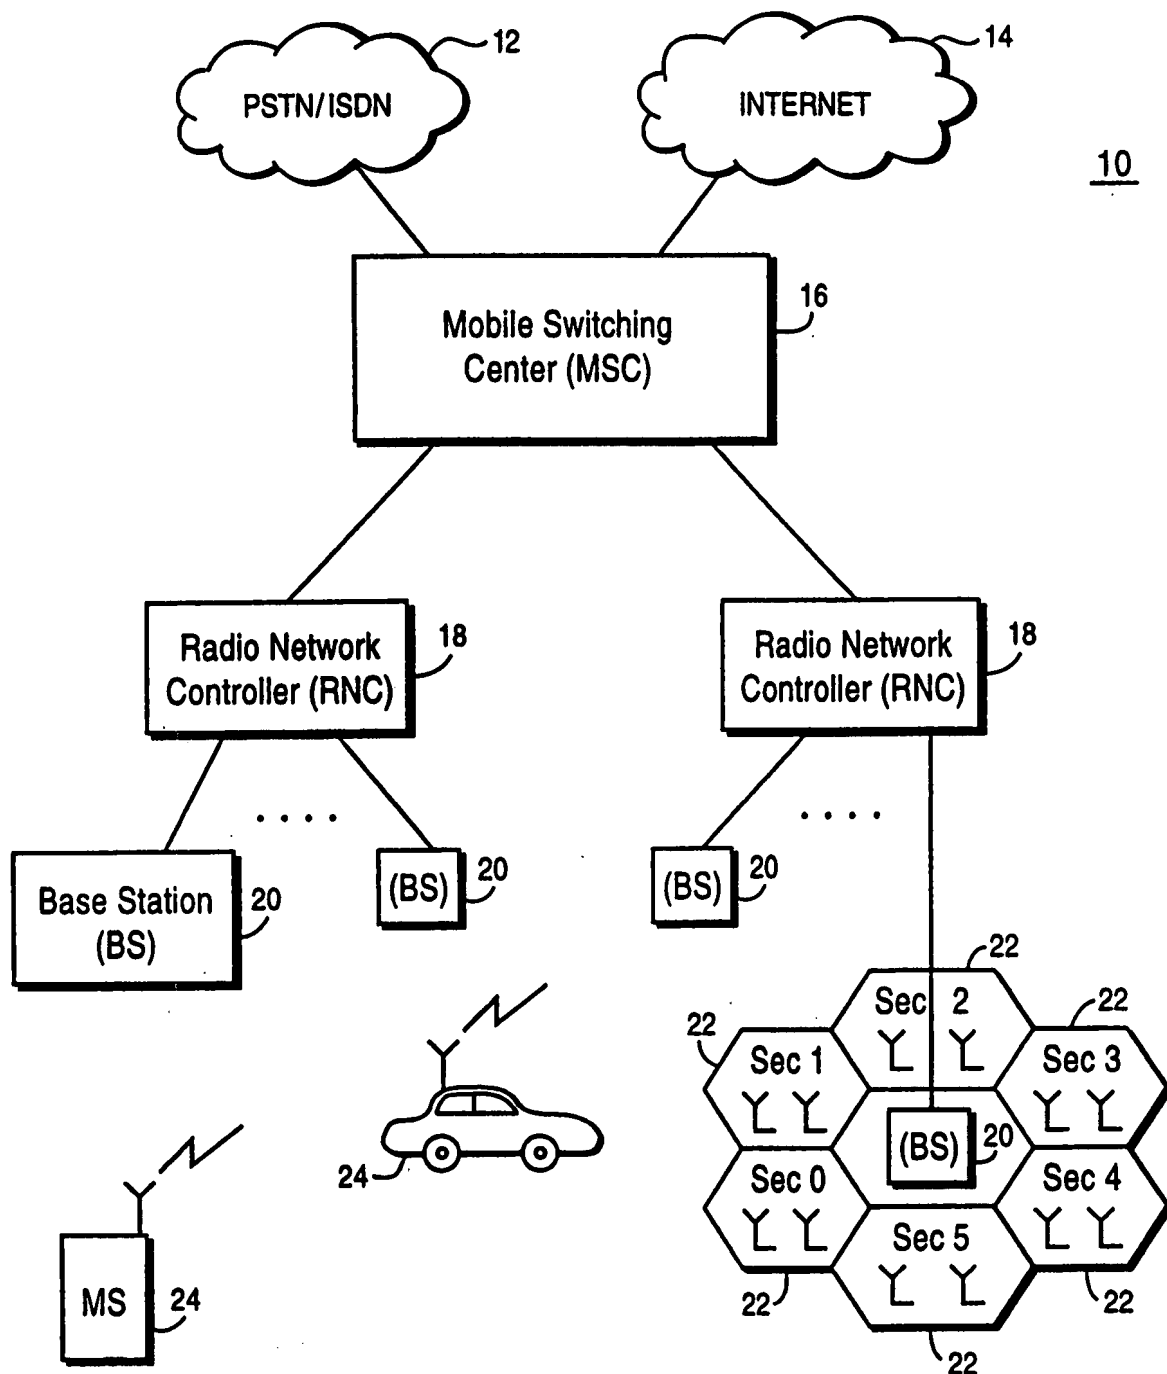 12
14
PSTN/ISDN
INTERNET
10
16
Mobile Switching
Center (MSC)
18
Radio Network
Controller (RNC)
18
Radio Network
Controller (RNC)
. . . .
. . . .
Base Station
(BS)
20
(BS)
20
(BS)
20
22
Sec 2
22
22
Sec 1
Sec 3
(BS)
20
24
Sec 0
Sec 4
Sec 5
22
22
22
MS
24